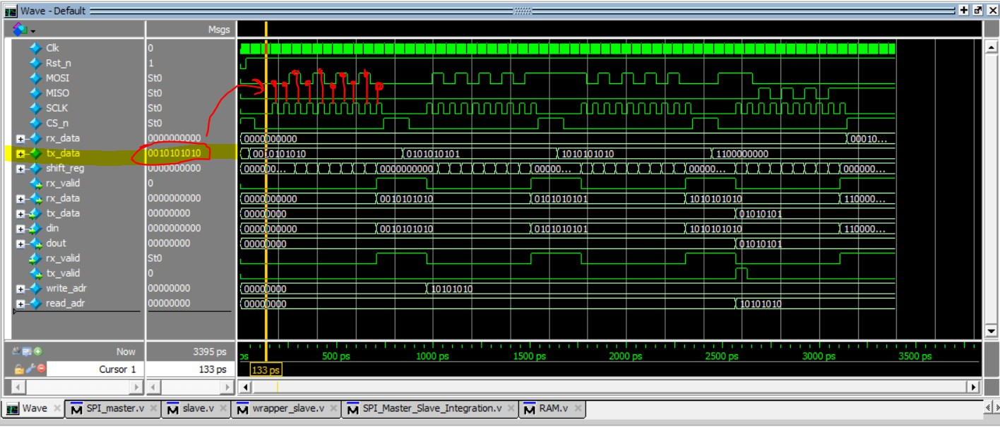 Wave - Default
Msgs
Clk 0
Rst_n 1
MOSI St0
MISO St0
SCLK St0
CS_n St0
rx_data 0000000000 0000000000 00010...
tx_data 0010101010 0010101010 0101010101 1010101010 1100000000
shift_reg 0000000000 000000... 0000000000 00000... 00000... 000000...
rx_valid 0
rx_data 0000000000 0000000000 0010101010 0101010101 1010101010 110000...
tx_data 00000000 00000000 01010101
din 0000000000 0000000000 0010101010 0101010101 1010101010 110000...
dout 00000000 00000000 01010101
rx_valid St0
tx_valid 0
write_adr 00000000 00000000 10101010
read_adr 00000000 00000000 10101010
Now 3395 ps ps 500 ps 1000 ps 1500 ps 2000 ps 2500 ps 3000 ps 3500 ps
Cursor 1 133 ps 133 ps
Wave SPI_master.v slave.v wrapper_slave.v SPI_Master_Slave_Integration.v RAM.v